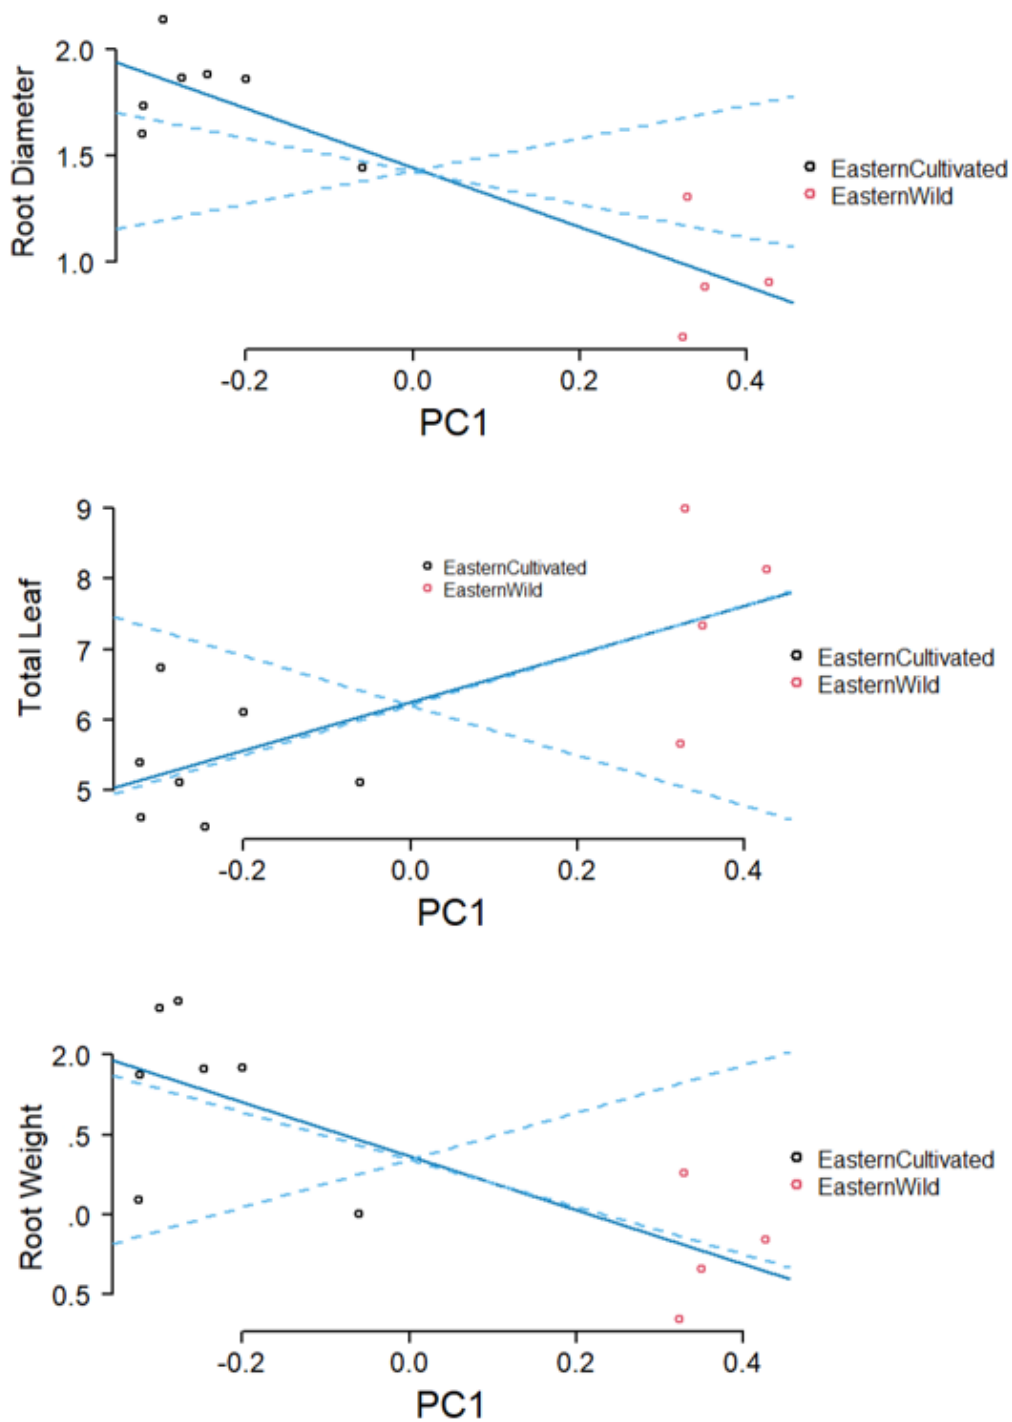 Root Diameter
2.0
1.5
1.0
EasternCultivated
EasternWild
-0.2 0.0 0.2 0.4
PC1
Total Leaf
9
8
7
6
5
EasternCultivated
EasternWild
EasternCultivated
EasternWild
-0.2 0.0 0.2 0.4
PC1
Root Weight
2.0
.5
.0
0.5
EasternCultivated
EasternWild
-0.2 0.0 0.2 0.4
PC1